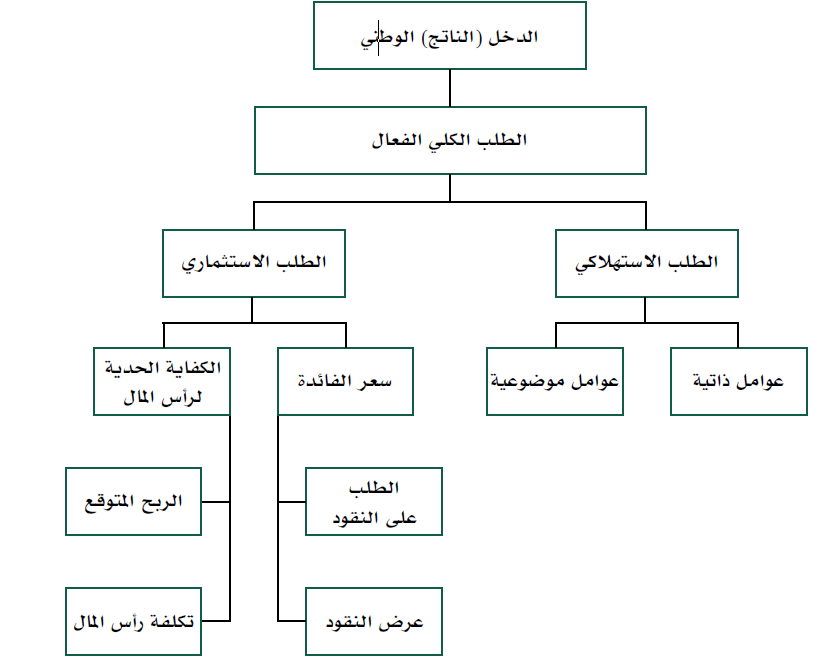 الدخل (الناتج) الوطني
الطلب الكلي الفعال
الطلب الاستهلاكي
الطلب الاستثماري
عوامل ذاتية
عوامل موضوعية
سعر الفائدة
الكفاية الحدية
لرأس المال
الطلب
على النقود
الربح المتوقع
عرض النقود
تكلفة رأس المال